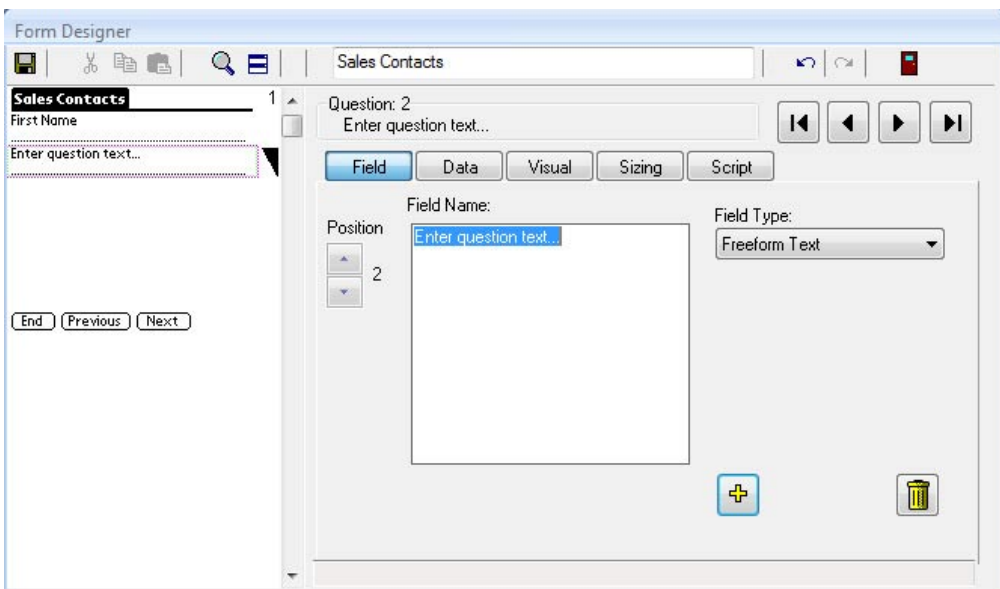 Form Designer
Sales Contacts
Sales Contacts 1
First Name
Enter question text...
End Previous Next
Question: 2
Enter question text...
Field Data Visual Sizing Script
Position
2
Field Name:
Enter question text...
Field Type:
Freeform Text